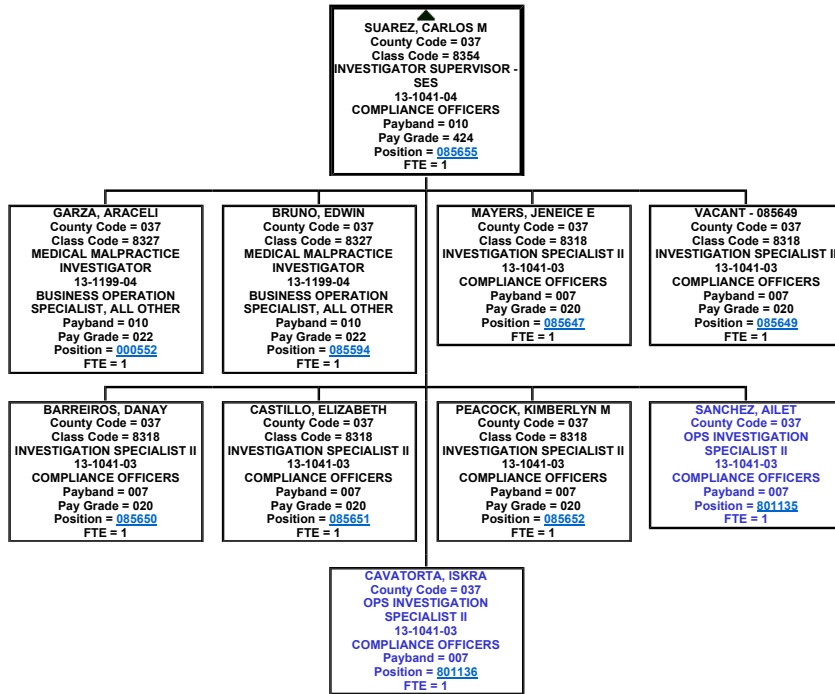 SUAREZ, CARLOS M
County Code = 037
Class Code = 8354
INVESTIGATOR SUPERVISOR -
SES
13-1041-04
COMPLIANCE OFFICERS
Payband = 010
Pay Grade = 424
Position = 085655
FTE = 1
GARZA, ARACELI
County Code = 037
Class Code = 8327
MEDICAL MALPRACTICE
INVESTIGATOR
13-1199-04
BUSINESS OPERATION
SPECIALIST, ALL OTHER
Payband = 010
Pay Grade = 022
Position = 000552
FTE = 1
BRUNO, EDWIN
County Code = 037
Class Code = 8327
MEDICAL MALPRACTICE
INVESTIGATOR
13-1199-04
BUSINESS OPERATION
SPECIALIST, ALL OTHER
Payband = 010
Pay Grade = 022
Position = 085594
FTE = 1
MAYERS, JENEICE E
County Code = 037
Class Code = 8318
INVESTIGATION SPECIALIST II
13-1041-03
COMPLIANCE OFFICERS
Payband = 007
Pay Grade = 020
Position = 085647
FTE = 1
VACANT - 085649
County Code = 037
Class Code = 8318
INVESTIGATION SPECIALIST II
13-1041-03
COMPLIANCE OFFICERS
Payband = 007
Pay Grade = 020
Position = 085649
FTE = 1
BARREIROS, DANAY
County Code = 037
Class Code = 8318
INVESTIGATION SPECIALIST II
13-1041-03
COMPLIANCE OFFICERS
Payband = 007
Pay Grade = 020
Position = 085650
FTE = 1
CASTILLO, ELIZABETH
County Code = 037
Class Code = 8318
INVESTIGATION SPECIALIST II
13-1041-03
COMPLIANCE OFFICERS
Payband = 007
Pay Grade = 020
Position = 085651
FTE = 1
PEACOCK, KIMBERLYN M
County Code = 037
Class Code = 8318
INVESTIGATION SPECIALIST II
13-1041-03
COMPLIANCE OFFICERS
Payband = 007
Pay Grade = 020
Position = 085652
FTE = 1
SANCHEZ, AILET
County Code = 037
OPS INVESTIGATION
SPECIALIST II
13-1041-03
COMPLIANCE OFFICERS
Payband = 007
Position = 801135
FTE = 1
CAVATORTA, ISKRA
County Code = 037
OPS INVESTIGATION
SPECIALIST II
13-1041-03
COMPLIANCE OFFICERS
Payband = 007
Position = 801136
FTE = 1